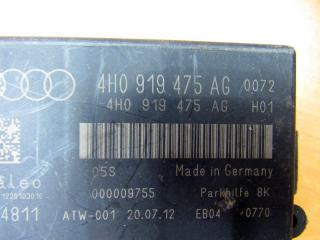 4H0 919 475 AG /0072
4H0 919 475 AG H01
05S Made in Germany
000009755 Parkhilfe 8K
aleo
4811 ATW-001 20.07.12 EB04 0770